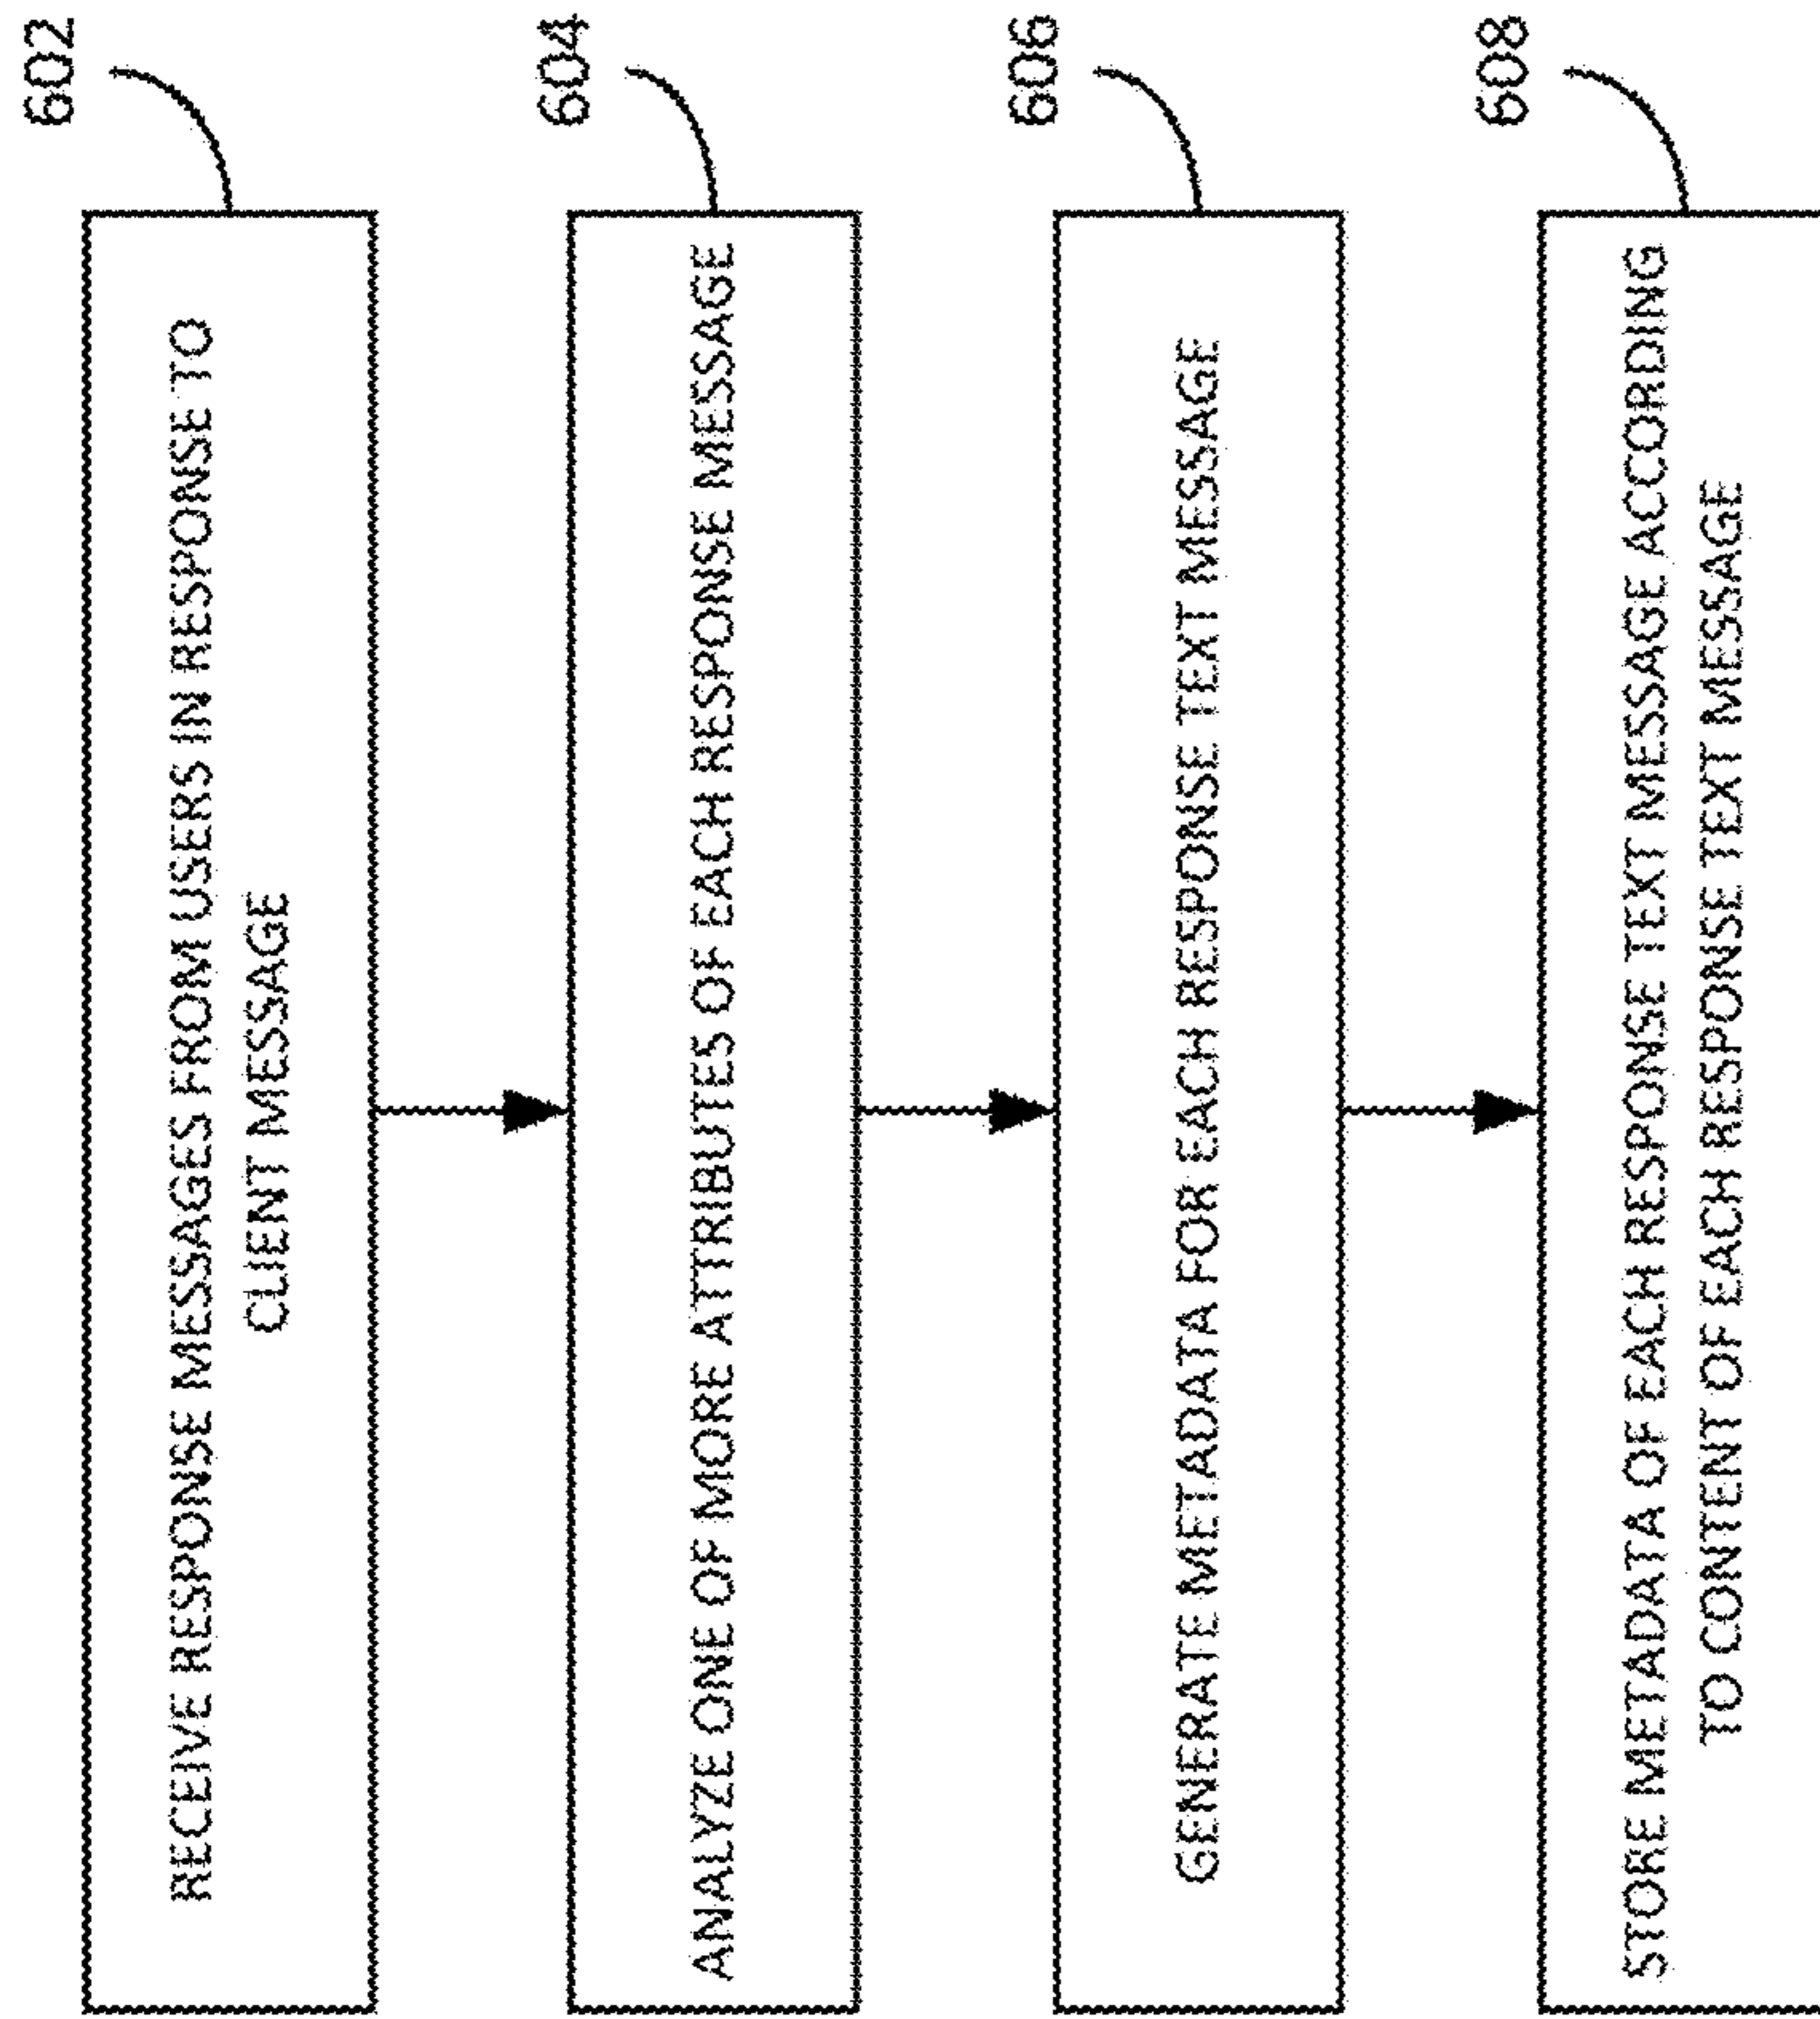 602
RECEIVE RESPONSE MESSAGES FROM USERS IN RESPONSE TO
CLIENT MESSAGE
604
ANALYZE ONE OF MORE ATTRIBUTES OF EACH RESPONSE MESSAGE
606
GENERATE METADATA FOR EACH RESPONSE TEXT MESSAGE
608
STORE METADATA OF EACH RESPONSE TEXT MESSAGE ACCORDING
TO CONTENT OF EACH RESPONSE TEXT MESSAGE